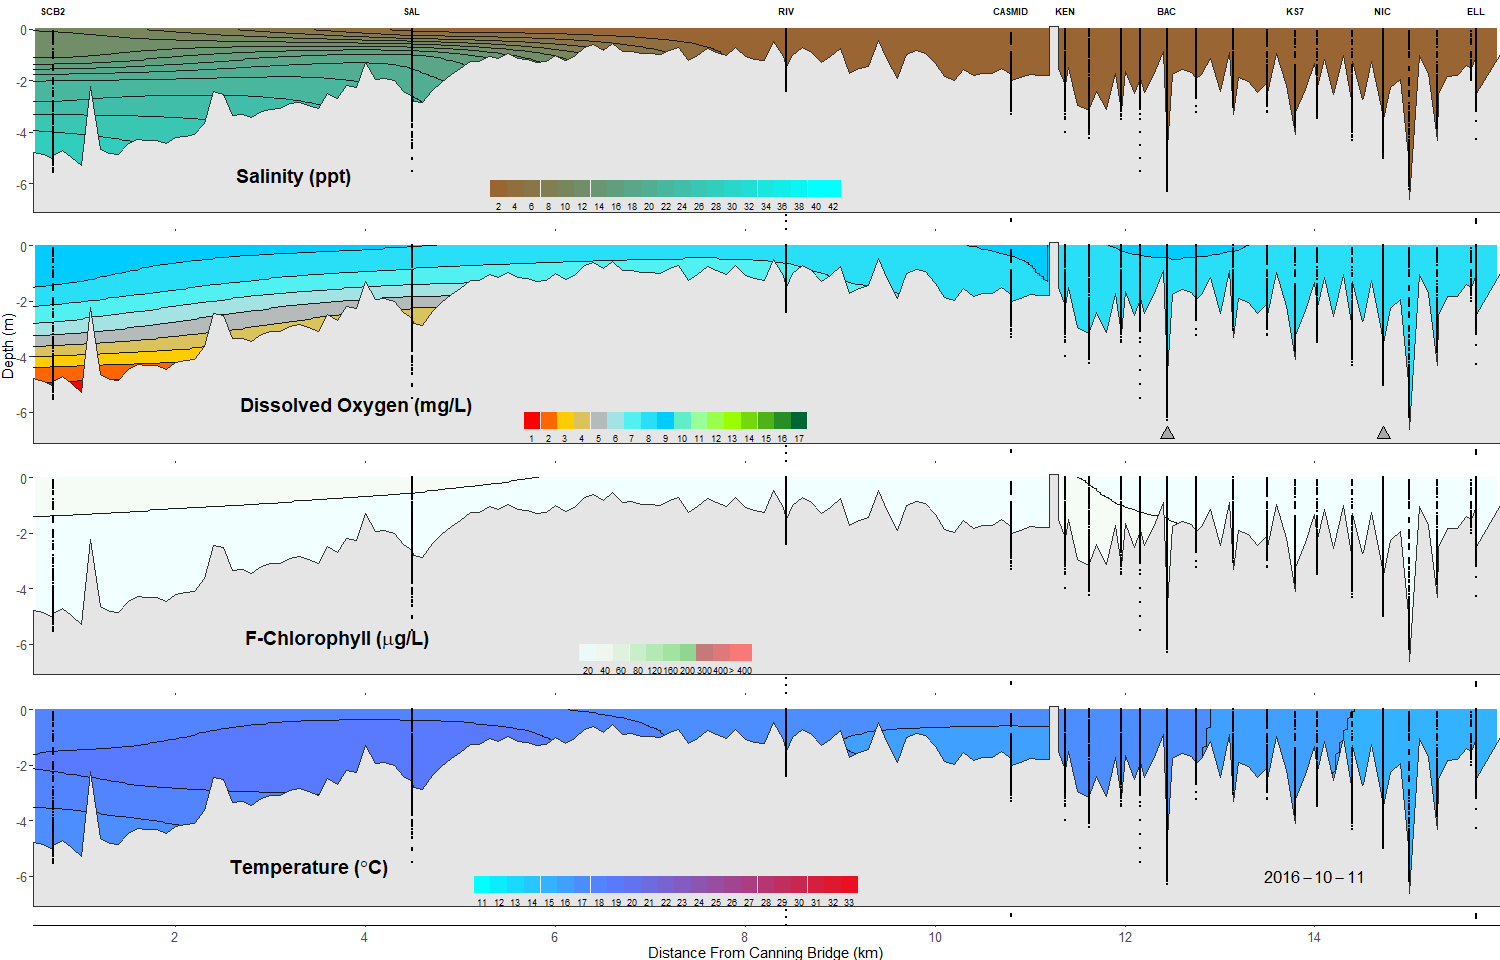 SCB2 SAL RIV CASMID KEN BAC KS7 NIC ELL
0
-2
-4
-6
Salinity (ppt)
2 4 6 8 10 12 14 16 18 20 22 24 26 28 30 32 34 36 38 40 42
0
-2
-4
-6
Depth (m)
Dissolved Oxygen (mg/L)
1 2 3 4 5 6 7 8 9 10 11 12 13 14 15 16 17
0
-2
-4
-6
F-Chlorophyll (µg/L)
20 40 60 80 120 160 200 300 400 > 400
0
-2
-4
-6
Temperature (°C)
11 12 13 14 15 16 17 18 19 20 21 22 23 24 25 26 27 28 29 30 31 32 33
2016 – 10 – 11
2 4 6 8 10 12 14
Distance From Canning Bridge (km)